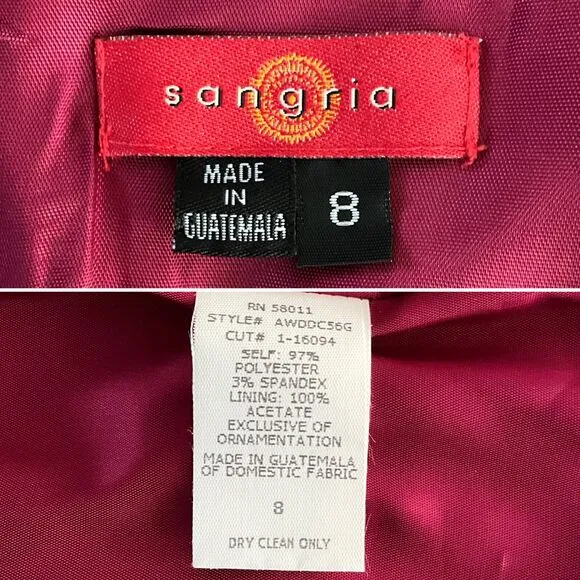 sangria
MADE
IN
GUATEMALA
8
RN 58011
STYLE# AWDDC56G
CUT# 1-16094
SELF: 97%
POLYESTER
3% SPANDEX
LINING: 100%
ACETATE
EXCLUSIVE OF
ORNAMENTATION
MADE IN GUATEMALA
OF DOMESTIC FABRIC
8
DRY CLEAN ONLY